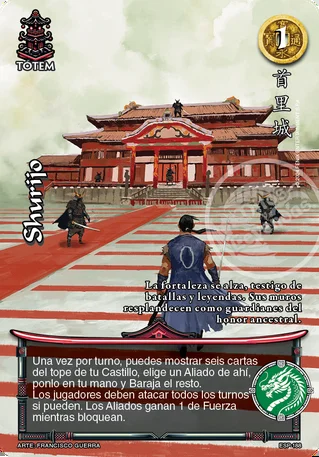 TOTEM
1
首里城
Shurijo
La fortaleza se alza, testigo de
batallas y leyendas. Sus muros
resplandecen como guardianes del
honor ancestral.
Una vez por turno, puedes mostrar seis cartas
del tope de tu Castillo, elige un Aliado de ahí,
ponlo en tu mano y Baraja el resto.
Los jugadores deben atacar todos los turnos
si pueden. Los Aliados ganan 1 de Fuerza
mientras bloquean.
ARTE: FRANCISCO GUERRA
ESP-188